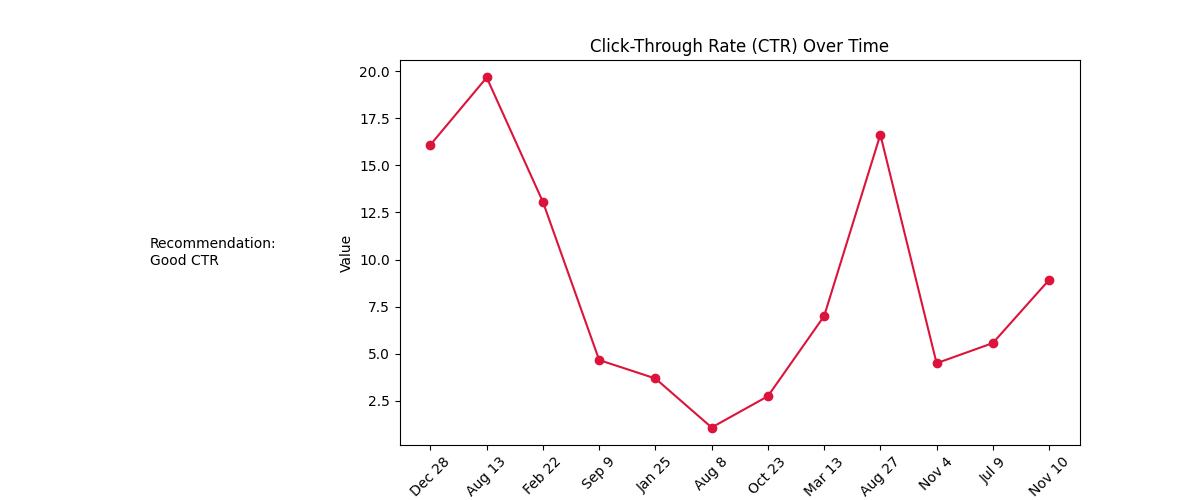 Click-Through Rate (CTR) Over Time
Recommendation:
Good CTR
Value
20.0
17.5
15.0
12.5
10.0
7.5
5.0
2.5
Dec 28
Aug 13
Feb 22
Sep 9
Jan 25
Aug 8
Oct 23
Mar 13
Aug 27
Nov 4
Jul 9
Nov 10